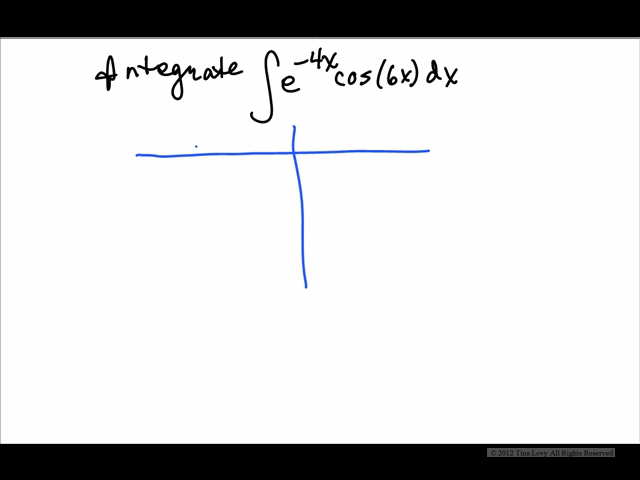 Integrate ∫e^{-4x} cos(6x) dx
© 2012 Tina Levy All Rights Reserved